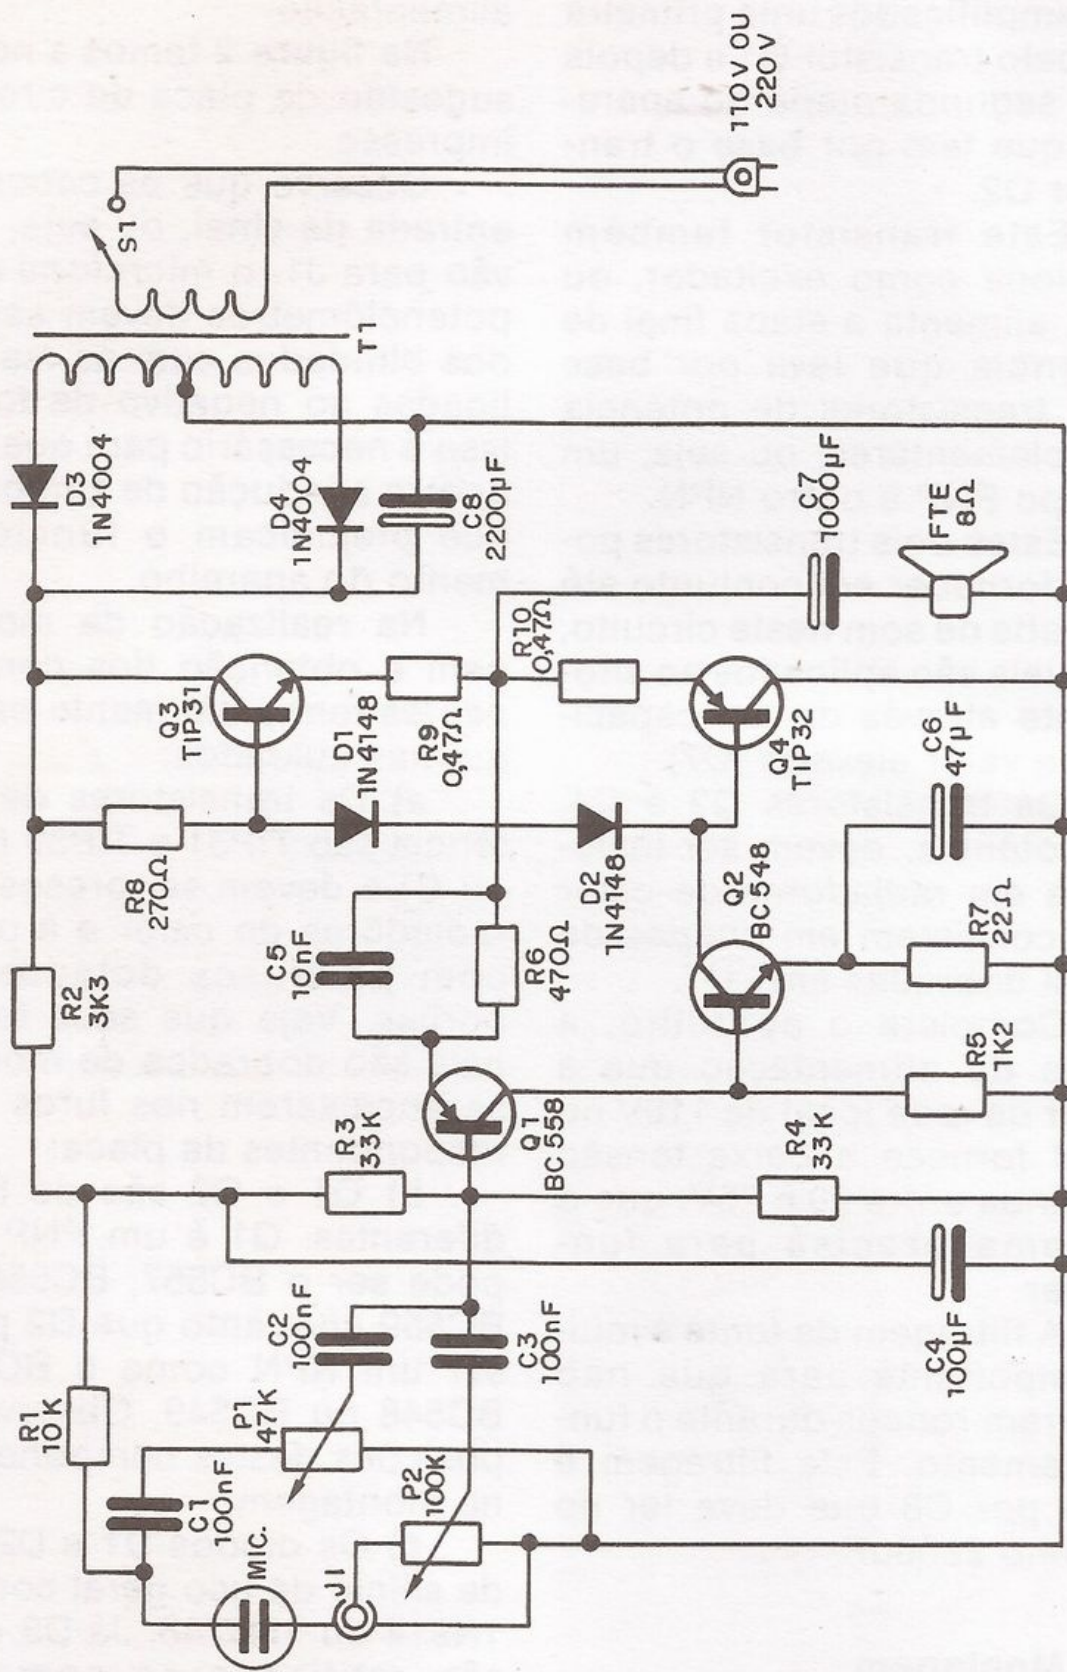 MIC.
J1
C1
100nF
R1
10K
P1
47K
P2
100K
C2
100nF
C3
100nF
C4
100µF
R2
3K3
R3
33K
R4
33K
Q1
BC558
R5
1K2
C5
10nF
R6
470Ω
R8
270Ω
Q2
BC548
R7
22Ω
D1
1N4148
D2
1N4148
C6
47µF
Q3
TIP31
R9
0,47Ω
R10
0,47Ω
Q4
TIP32
C7
1000µF
FTE
8Ω
D3
1N4004
D4
1N4004
C8
2200µF
T1
S1
110V OU
220V